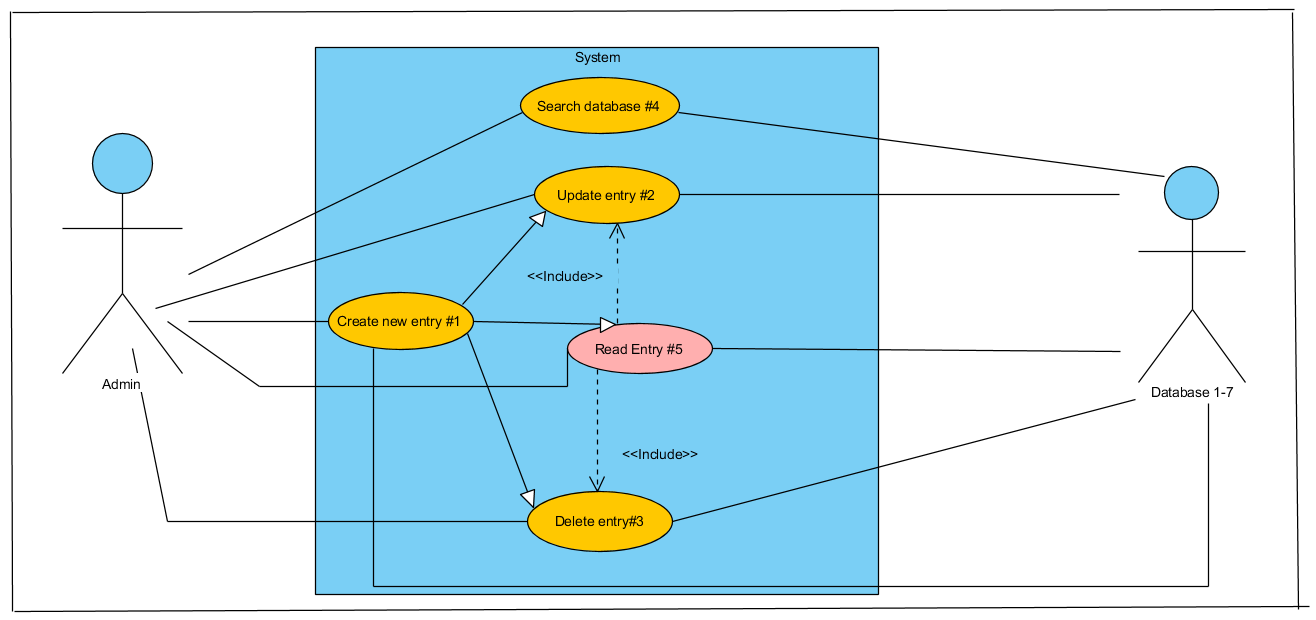 System
Search database #4
Update entry #2
<<Include>>
Create new entry #1
Read Entry #5
Admin
Database 1-7
<<Include>>
Delete entry#3